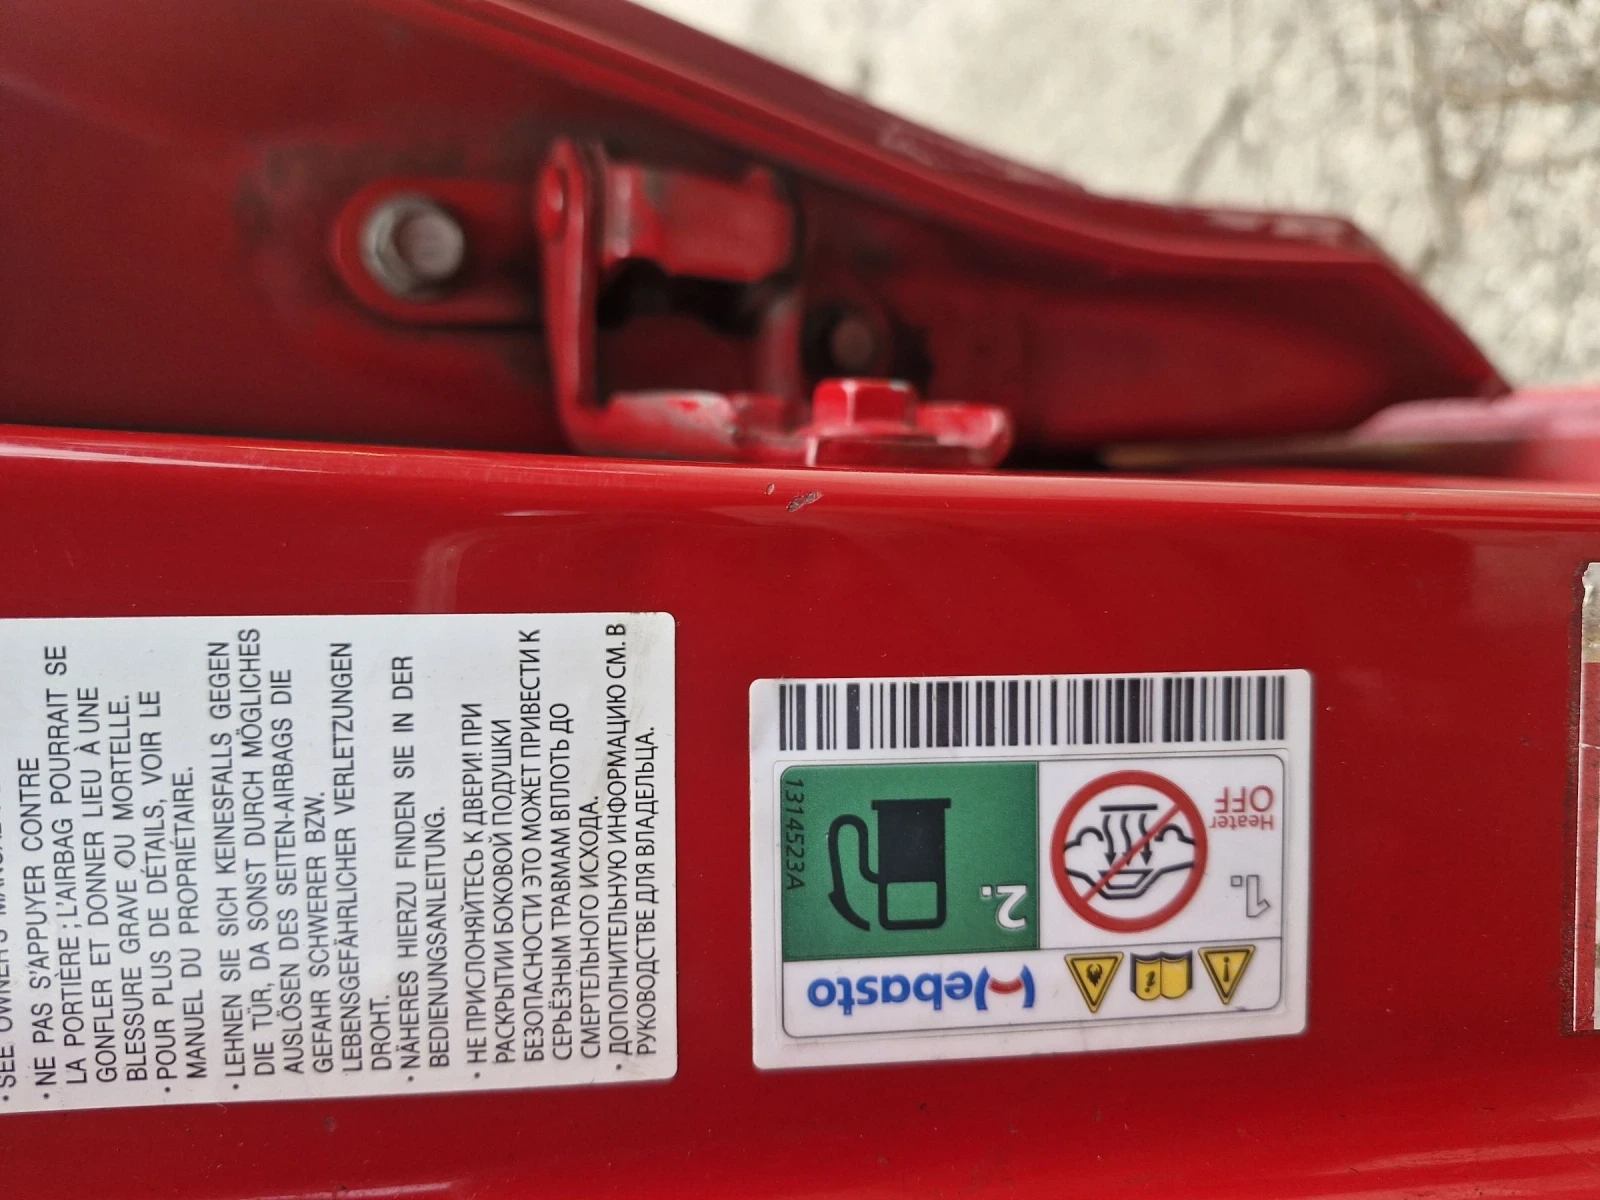 • SEE OWNER'S
• NE PAS S'APPUYER CONTRE
LA PORTIÈRE ; L'AIRBAG POURRAIT SE
GONFLER ET DONNER LIEU À UNE
BLESSURE GRAVE OU MORTELLE.
• POUR PLUS DE DÉTAILS, VOIR LE
MANUEL DU PROPRIÉTAIRE.
• LEHNEN SIE SICH KEINESFALLS GEGEN
DIE TÜR, DA SONST DURCH MÖGLICHES
AUSLÖSEN DES SEITEN-AIRBAGS DIE
GEFAHR SCHWERER BZW.
LEBENSGEFÄHRLICHER VERLETZUNGEN
DROHT.
• NÄHERES HIERZU FINDEN SIE IN DER
BEDIENUNGSANLEITUNG.
• НЕ ПРИСЛОНЯЙТЕСЬ К ДВЕРИ! ПРИ
РАСКРЫТИИ БОКОВОЙ ПОДУШКИ
БЕЗОПАСНОСТИ ЭТО МОЖЕТ ПРИВЕСТИ К
СЕРЬЁЗНЫМ ТРАВМАМ ВПЛОТЬ ДО
СМЕРТЕЛЬНОГО ИСХОДА.
• ДОПОЛНИТЕЛЬНУЮ ИНФОРМАЦИЮ СМ. В
РУКОВОДСТВЕ ДЛЯ ВЛАДЕЛЬЦА.
Webasto
1.
Heater
OFF
2.
1314523A